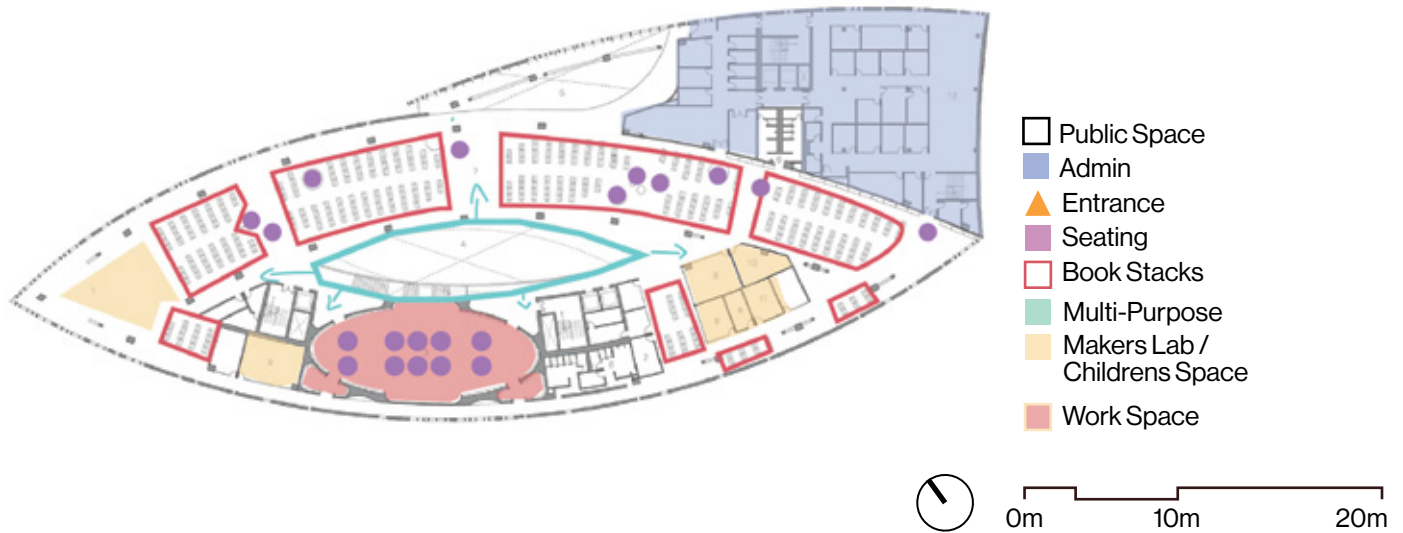 Public Space
Admin
Entrance
Seating
Book Stacks
Multi-Purpose
Makers Lab /
Childrens Space
Work Space
0m 10m 20m